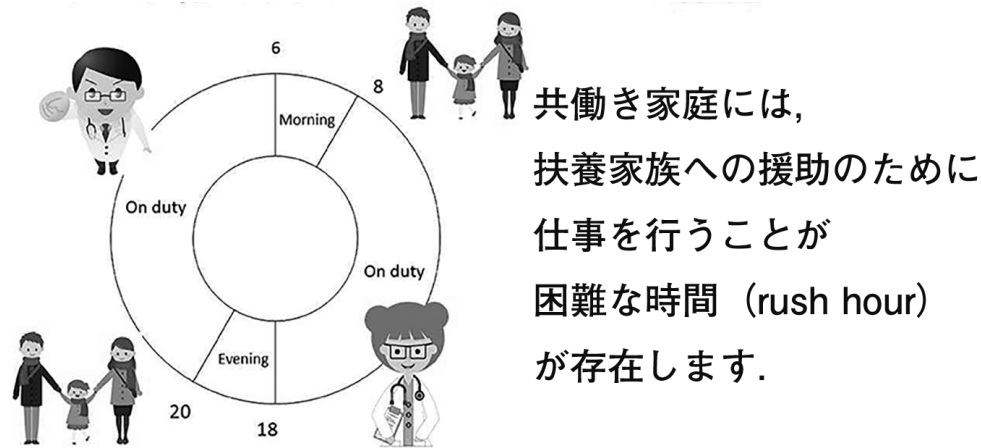 6
8
Morning
On duty
On duty
Evening
20
18
共働き家庭には,
扶養家族への援助のために
仕事を行うことが
困難な時間（rush hour）
が存在します.